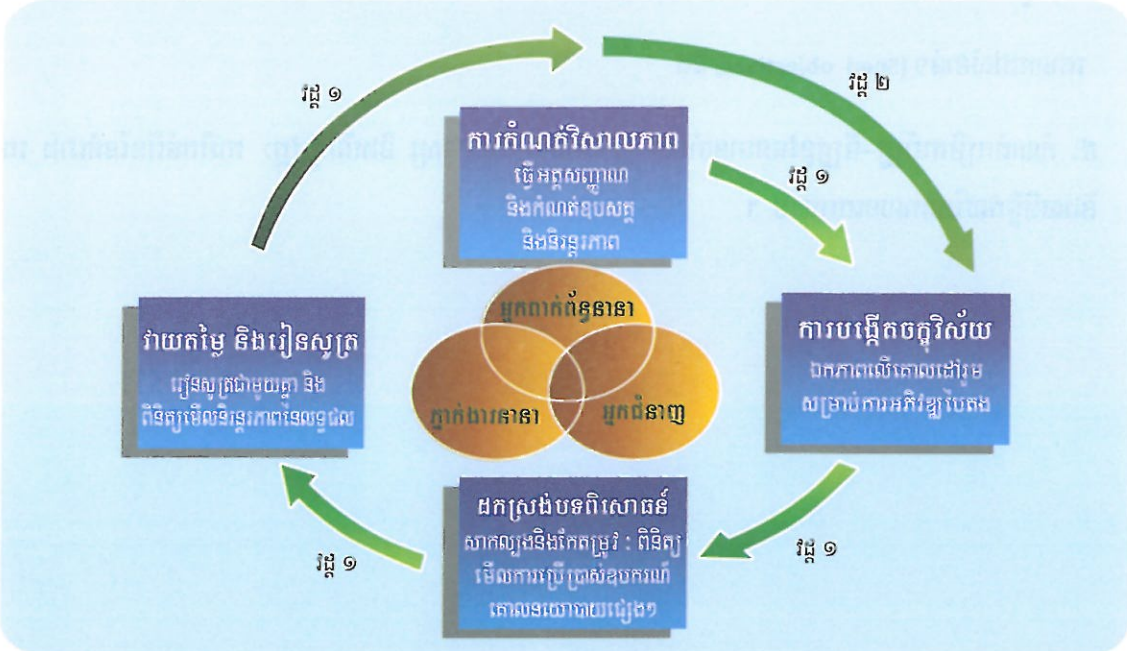 វដ្ត ១
វដ្ត ២
ការកំណត់វិសាលភាព
ធ្វើអត្តសញ្ញាណ
និងកំណត់ឧបសគ្គ
និងនិរន្តរភាព
វដ្ត ១
អ្នកពាក់ព័ន្ធនានា
ភ្នាក់ងារនានា
អ្នកជំនាញ
វាយតម្លៃ និងរៀនសូត្រ
រៀនសូត្រជាមួយគ្នា និង
ពិនិត្យមើលនិរន្តរភាពនៃលទ្ធផល
ការបង្កើតចក្ខុវិស័យ
ឯកភាពលើគោលដៅរួម
សម្រាប់ការអភិវឌ្ឍបៃតង
ដកស្រង់បទពិសោធន៍
សាកល្បងនិងកែតម្រូវ : ពិនិត្យ
មើលការប្រើប្រាស់ឧបករណ៍
គោលនយោបាយផ្សេងៗ
វដ្ត ១
វដ្ត ១